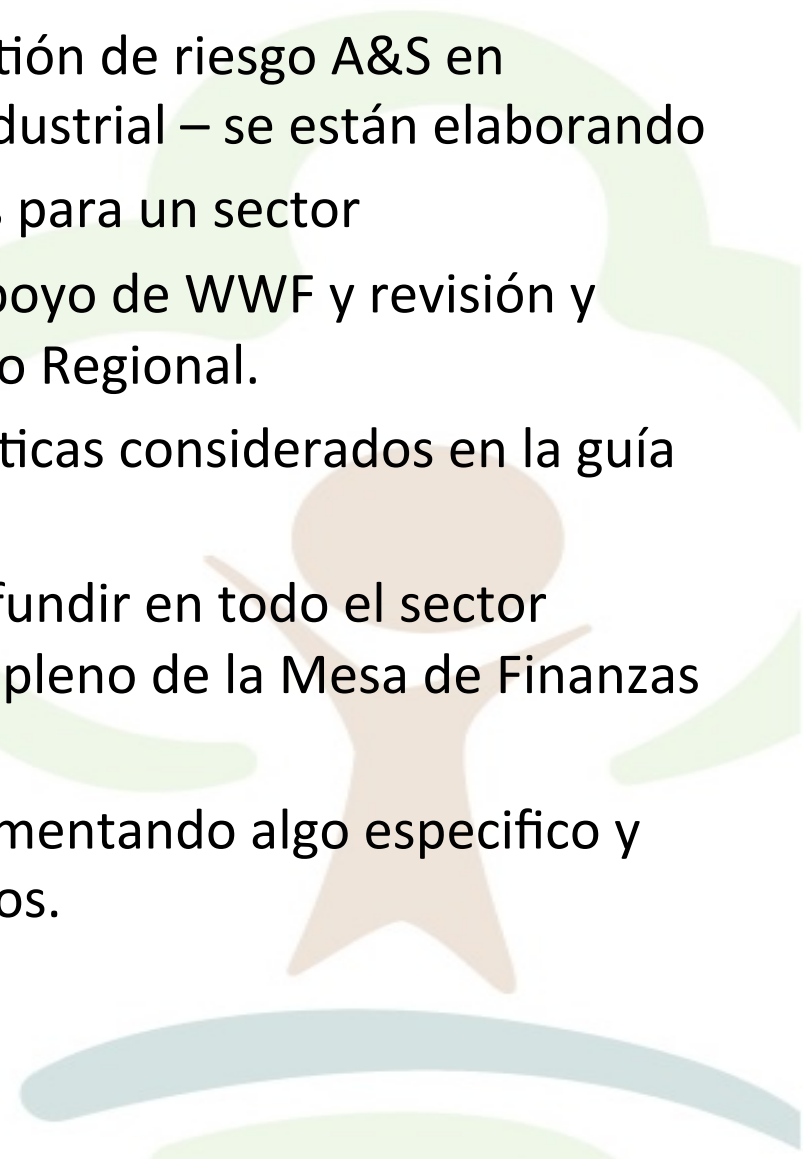 tión de riesgo A&S en
dustrial – se están elaborando
s para un sector
poyo de WWF y revisión y
o Regional.
ticas considerados en la guía
fundir en todo el sector
pleno de la Mesa de Finanzas
mentando algo especifico y
os.